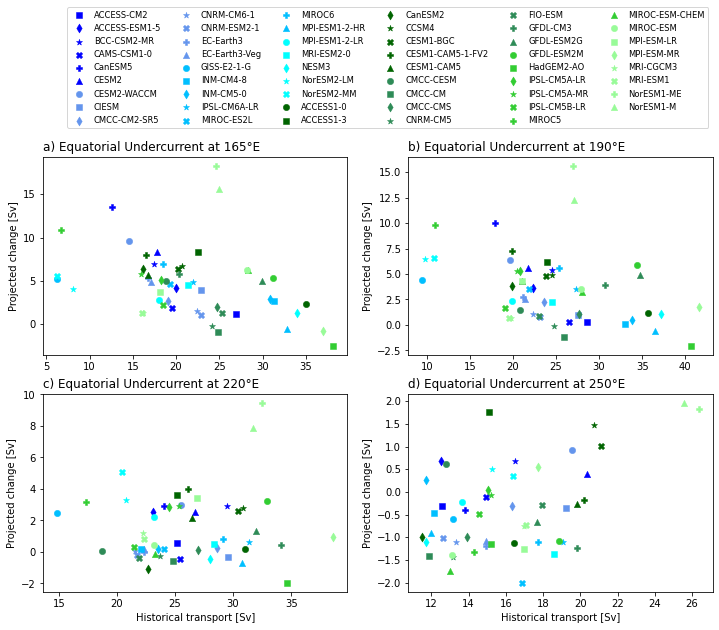 ACCESS-CM2 CNRM-CM6-1 MIROC6 CanESM2 FIO-ESM MIROC-ESM-CHEM
ACCESS-ESM1-5 CNRM-ESM2-1 MPI-ESM1-2-HR CCSM4 GFDL-CM3 MIROC-ESM
BCC-CSM2-MR EC-Earth3 MPI-ESM1-2-LR CESM1-BGC GFDL-ESM2G MPI-ESM-LR
CAMS-CSM1-0 EC-Earth3-Veg MRI-ESM2-0 CESM1-CAM5-1-FV2 GFDL-ESM2M MPI-ESM-MR
CanESM5 GISS-E2-1-G NESM3 CESM1-CAM5 HadGEM2-AO MRI-CGCM3
CESM2 INM-CM4-8 NorESM2-LM CMCC-CESM IPSL-CM5A-LR MRI-ESM1
CESM2-WACCM INM-CM5-0 NorESM2-MM CMCC-CM IPSL-CM5A-MR NorESM1-ME
CIESM IPSL-CM6A-LR ACCESS1-0 CMCC-CMS IPSL-CM5B-LR NorESM1-M
CMCC-CM2-SR5 MIROC-ES2L ACCESS1-3 CNRM-CM5 MIROC5
a) Equatorial Undercurrent at 165°E
Projected change [Sv]
15
10
5
0
5 10 15 20 25 30 35
b) Equatorial Undercurrent at 190°E
Projected change [Sv]
15.0
12.5
10.0
7.5
5.0
2.5
0.0
−2.5
10 15 20 25 30 35 40
c) Equatorial Undercurrent at 220°E
Projected change [Sv]
10
8
6
4
2
0
−2
15 20 25 30 35
Historical transport [Sv]
d) Equatorial Undercurrent at 250°E
Projected change [Sv]
2.0
1.5
1.0
0.5
0.0
−0.5
−1.0
−1.5
−2.0
12 14 16 18 20 22 24 26
Historical transport [Sv]